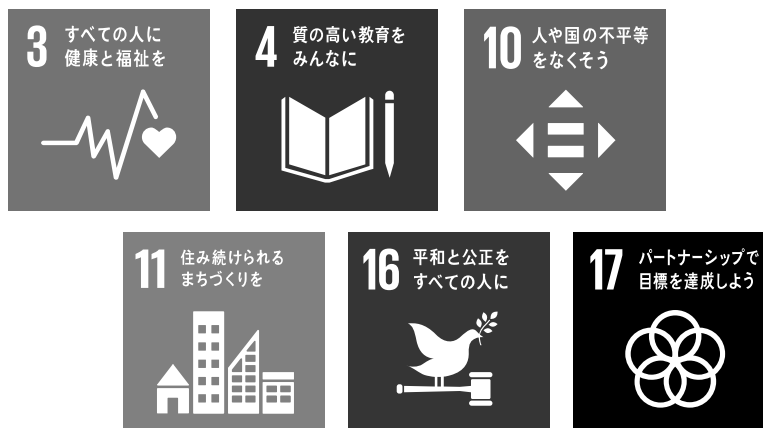 3
すべての人に
健康と福祉を
4
質の高い教育を
みんなに
10
人や国の不平等
をなくそう
11
住み続けられる
まちづくりを
16
平和と公正を
すべての人に
17
パートナーシップで
目標を達成しよう